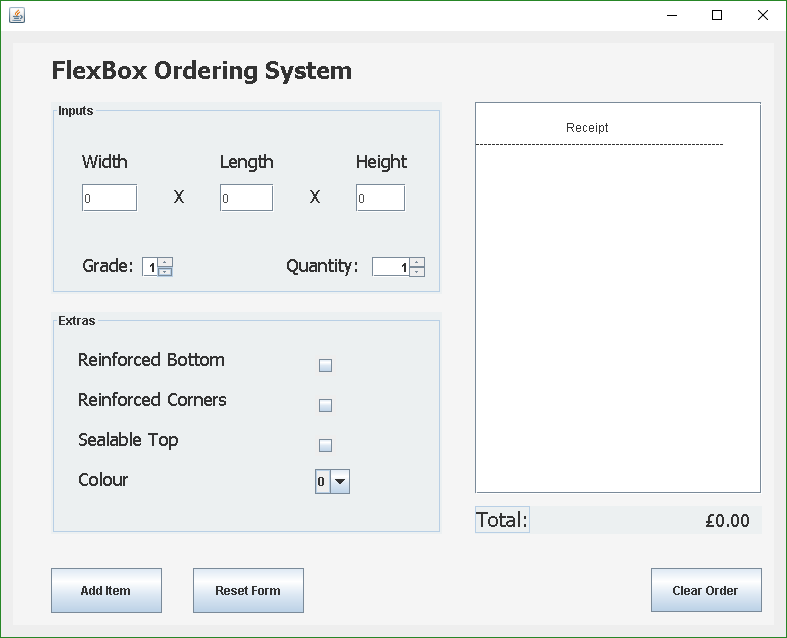 FlexBox Ordering System
Inputs
Width Length Height
0 X 0 X 0
Grade: 1 Quantity: 1
Extras
Reinforced Bottom
Reinforced Corners
Sealable Top
Colour 0
Receipt
--------------------------------------------------------------
Total: £0.00
Add Item Reset Form Clear Order